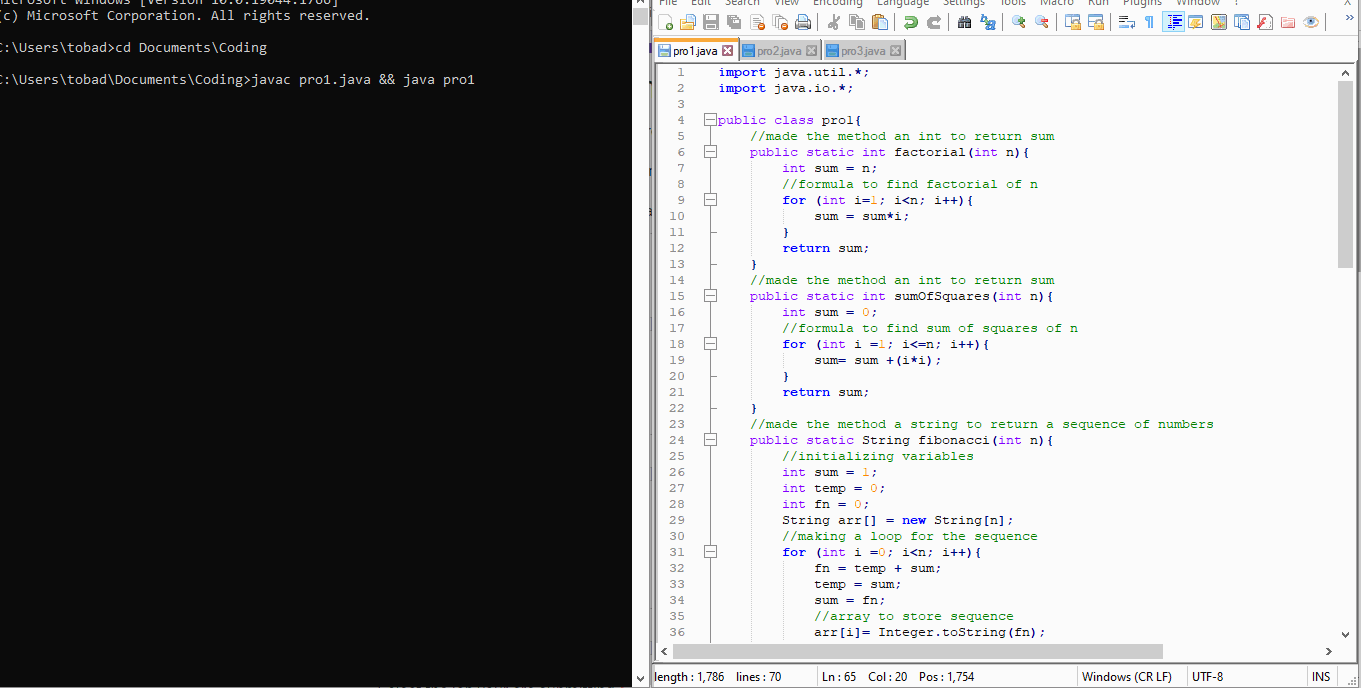 Microsoft Windows [Version 10.0.19044.1706]
(c) Microsoft Corporation. All rights reserved.
C:\Users\tobad>cd Documents\Coding
C:\Users\tobad\Documents\Coding>javac pro1.java && java pro1
File Edit Search View Encoding Language Settings Tools Macro Run Plugins Window ? X
pro1.java pro2.java pro3.java
1 import java.util.*;
2 import java.io.*;
3
4 public class pro1{
5 //made the method an int to return sum
6 public static int factorial(int n){
7 int sum = n;
8 //formula to find factorial of n
9 for (int i=1; i<n; i++){
10 sum = sum*i;
11 }
12 return sum;
13 }
14 //made the method an int to return sum
15 public static int sumOfSquares(int n){
16 int sum = 0;
17 //formula to find sum of squares of n
18 for (int i =1; i<=n; i++){
19 sum= sum +(i*i);
20 }
21 return sum;
22 }
23 //made the method a string to return a sequence of numbers
24 public static String fibonacci(int n){
25 //initializing variables
26 int sum = 1;
27 int temp = 0;
28 int fn = 0;
29 String arr[] = new String[n];
30 //making a loop for the sequence
31 for (int i =0; i<n; i++){
32 fn = temp + sum;
33 temp = sum;
34 sum = fn;
35 //array to store sequence
36 arr[i]= Integer.toString(fn);
length : 1,786 lines : 70 Ln : 65 Col : 20 Pos : 1,754 Windows (CR LF) UTF-8 INS